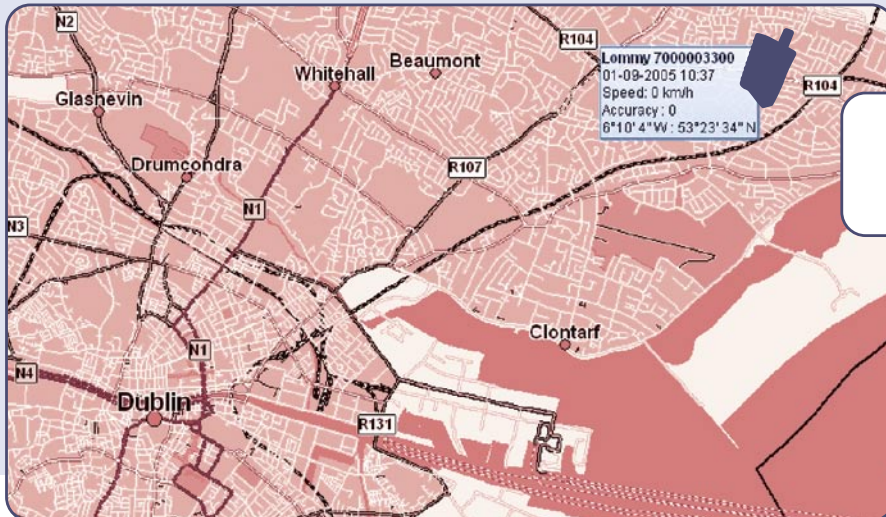 N2
R104
Lommy 7000003300
01-09-2005 10:37
Speed: 0 km/h
Accuracy : 0
6°10'4"W : 53°23'34"N
Beaumont
Whitehall
R104
Glasnevin
Drumcondra
R107
N1
N3
Clontarf
N1
N4
Dublin
R131